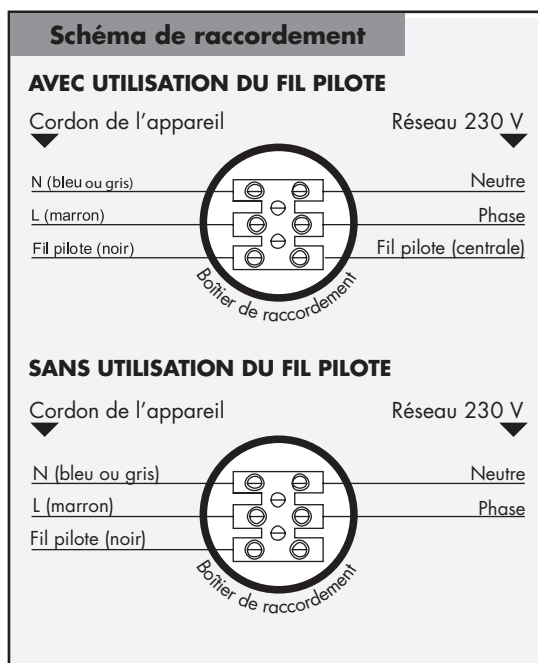 Schéma de raccordement
AVEC UTILISATION DU FIL PILOTE
Cordon de l'appareil Réseau 230 V
N (bleu ou gris) Neutre
L (marron) Phase
Fil pilote (noir) Fil pilote (centrale)
Boîtier de raccordement
SANS UTILISATION DU FIL PILOTE
Cordon de l'appareil Réseau 230 V
N (bleu ou gris) Neutre
L (marron) Phase
Fil pilote (noir)
Boîtier de raccordement